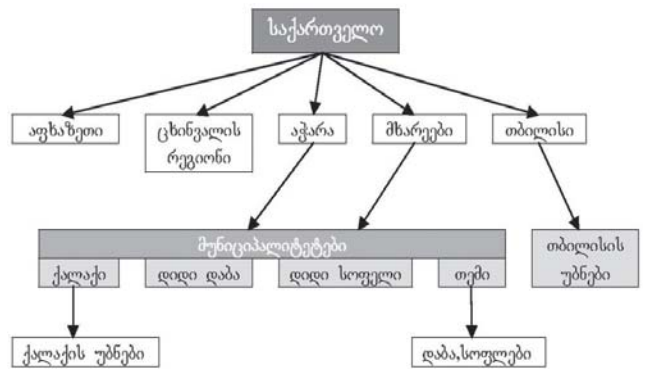 საქართველო
აფხაზეთი
ცხინვალის
რეგიონი
აჭარა
მხარეები
თბილისი
მუნიციპალიტეტები
ქალაქი
დიდი დაბა
დიდი სოფელი
თემი
თბილისის
უბნები
ქალაქის უბნები
დაბა,სოფლები